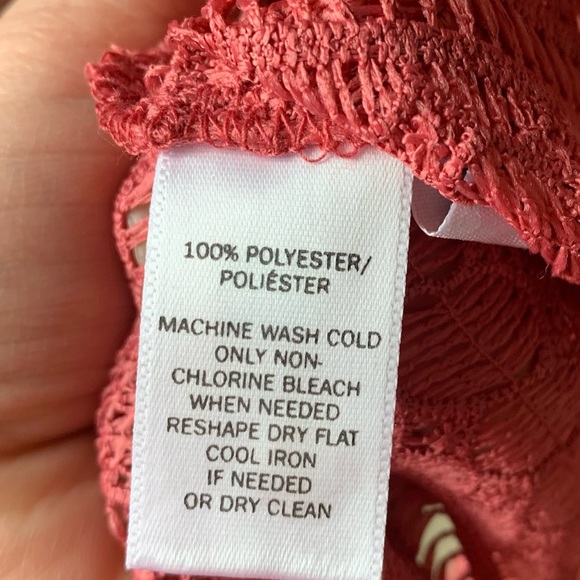 100% POLYESTER/
POLIÉSTER
MACHINE WASH COLD
ONLY NON-
CHLORINE BLEACH
WHEN NEEDED
RESHAPE DRY FLAT
COOL IRON
IF NEEDED
OR DRY CLEAN